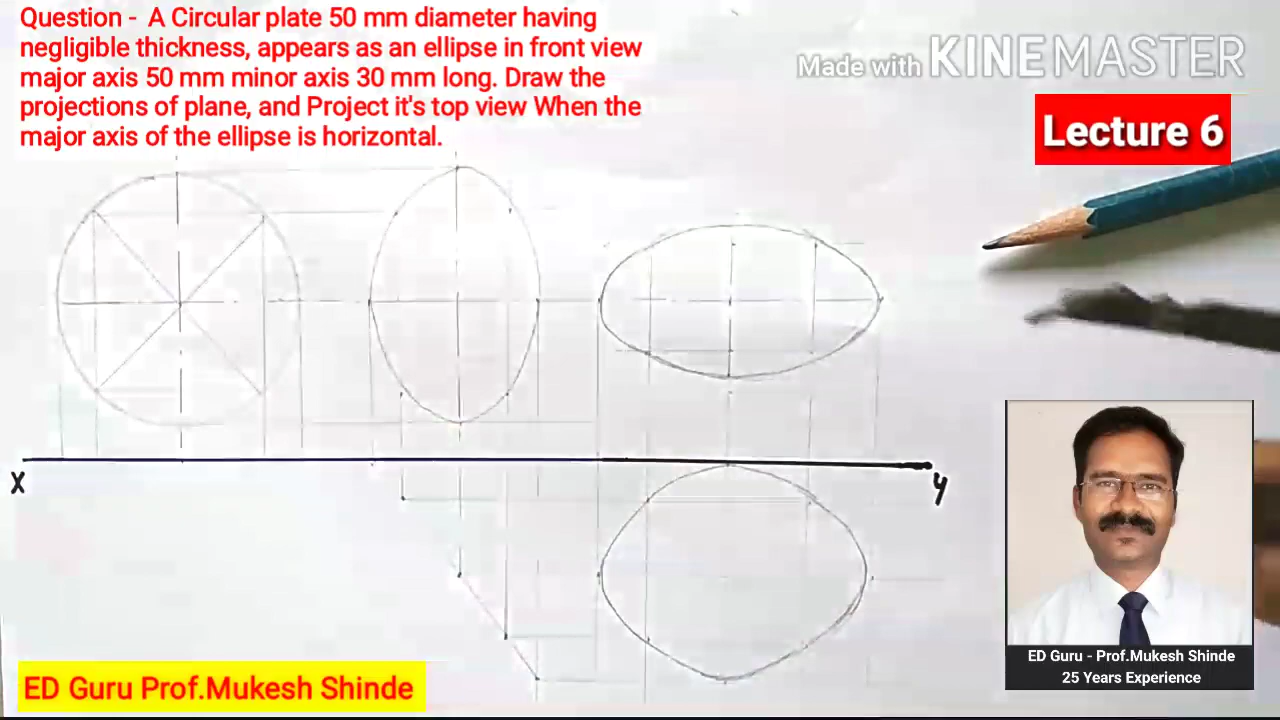 Question -  A Circular plate 50 mm diameter having
negligible thickness, appears as an ellipse in front view
major axis 50 mm minor axis 30 mm long. Draw the
projections of plane, and Project it's top view When the
major axis of the ellipse is horizontal.
Made with KINEMASTER
Lecture 6
X
y
ED Guru - Prof.Mukesh Shinde
25 Years Experience
ED Guru Prof.Mukesh Shinde